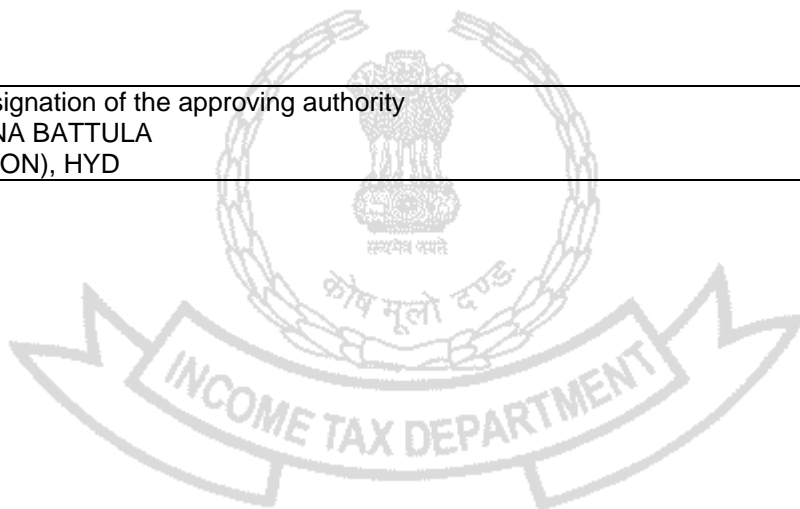 signation of the approving authority
NA BATTULA
ON), HYD
सत्यमेव जयते
कोष मूलो दण्ड:
INCOME TAX DEPARTMENT